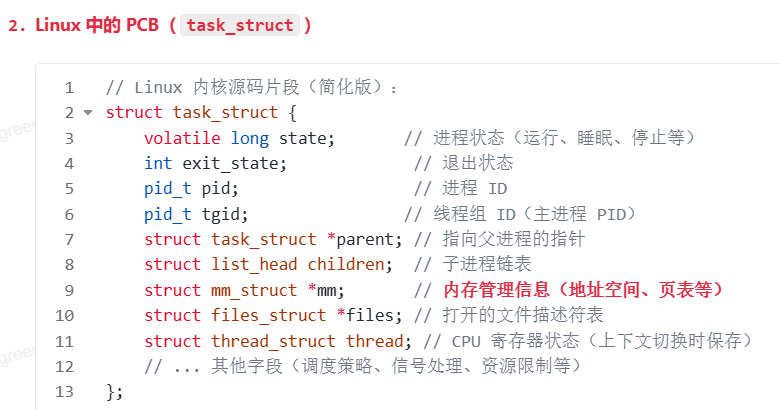 2. Linux 中的 PCB（ task_struct ）
1 // Linux 内核源码片段（简化版）：
2 struct task_struct {
3 volatile long state; // 进程状态（运行、睡眠、停止等）
4 int exit_state; // 退出状态
5 pid_t pid; // 进程 ID
6 pid_t tgid; // 线程组 ID（主进程 PID）
7 struct task_struct *parent; // 指向父进程的指针
8 struct list_head children; // 子进程链表
9 struct mm_struct *mm; // 内存管理信息（地址空间、页表等）
10 struct files_struct *files; // 打开的文件描述符表
11 struct thread_struct thread; // CPU 寄存器状态（上下文切换时保存）
12 // ... 其他字段（调度策略、信号处理、资源限制等）
13 };